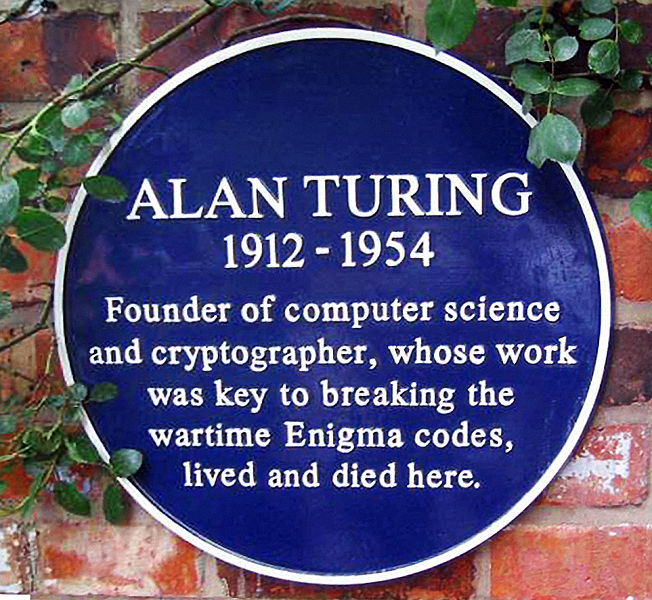 ALAN TURING
1912 - 1954
Founder of computer science
and cryptographer, whose work
was key to breaking the
wartime Enigma codes,
lived and died here.